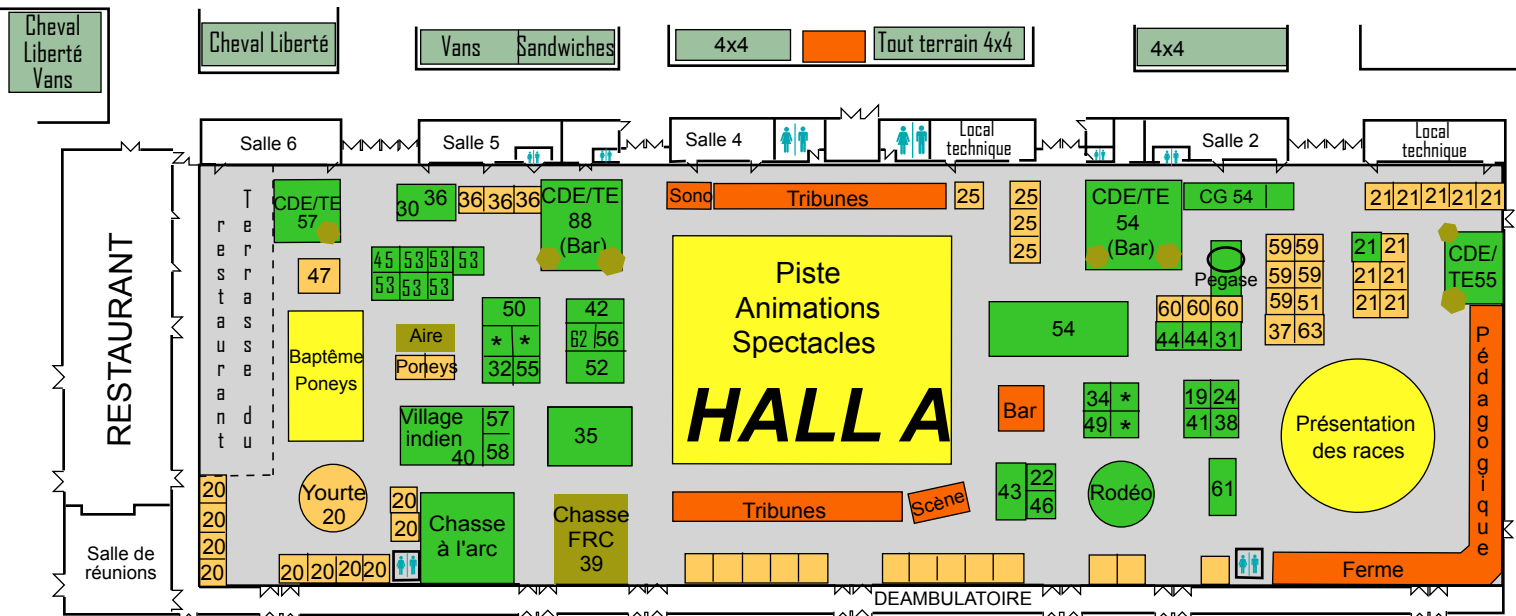 Cheval
Liberté
Vans
Cheval Liberté
Vans
Sandwiches
4x4
Tout terrain 4x4
4x4
Salle 6
Salle 5
Salle 4
Local
technique
Salle 2
Local
technique
RESTAURANT
Salle de
réunions
Terrasse du
restaurant
CDE/TE
57
30 36
36 36 36
CDE/TE
88
(Bar)
Sono
Tribunes
25
25
25
25
CDE/TE
54
(Bar)
CG 54
21 21 21 21 21
47
45 53 53 53
53 53 53
Piste
Animations
Spectacles
HALL A
Pégase
59 59
59 59
59 51
37 63
21 21
21 21
21 21
CDE/
TE55
Baptême
Poneys
Aire
Poneys
50
* *
32 55
42
62 56
52
54
60 60 60
44 44 31
Village
indien
40
57
58
35
Bar
34 *
49 *
19 24
41 38
Présentation
des races
Pédagogique
20
20
20
20
Yourte
20
20
20
20 20 20 20
Chasse
à l'arc
Chasse
FRC
39
Tribunes
Scène
43
22
46
Rodéo
61
Ferme
DEAMBULATOIRE